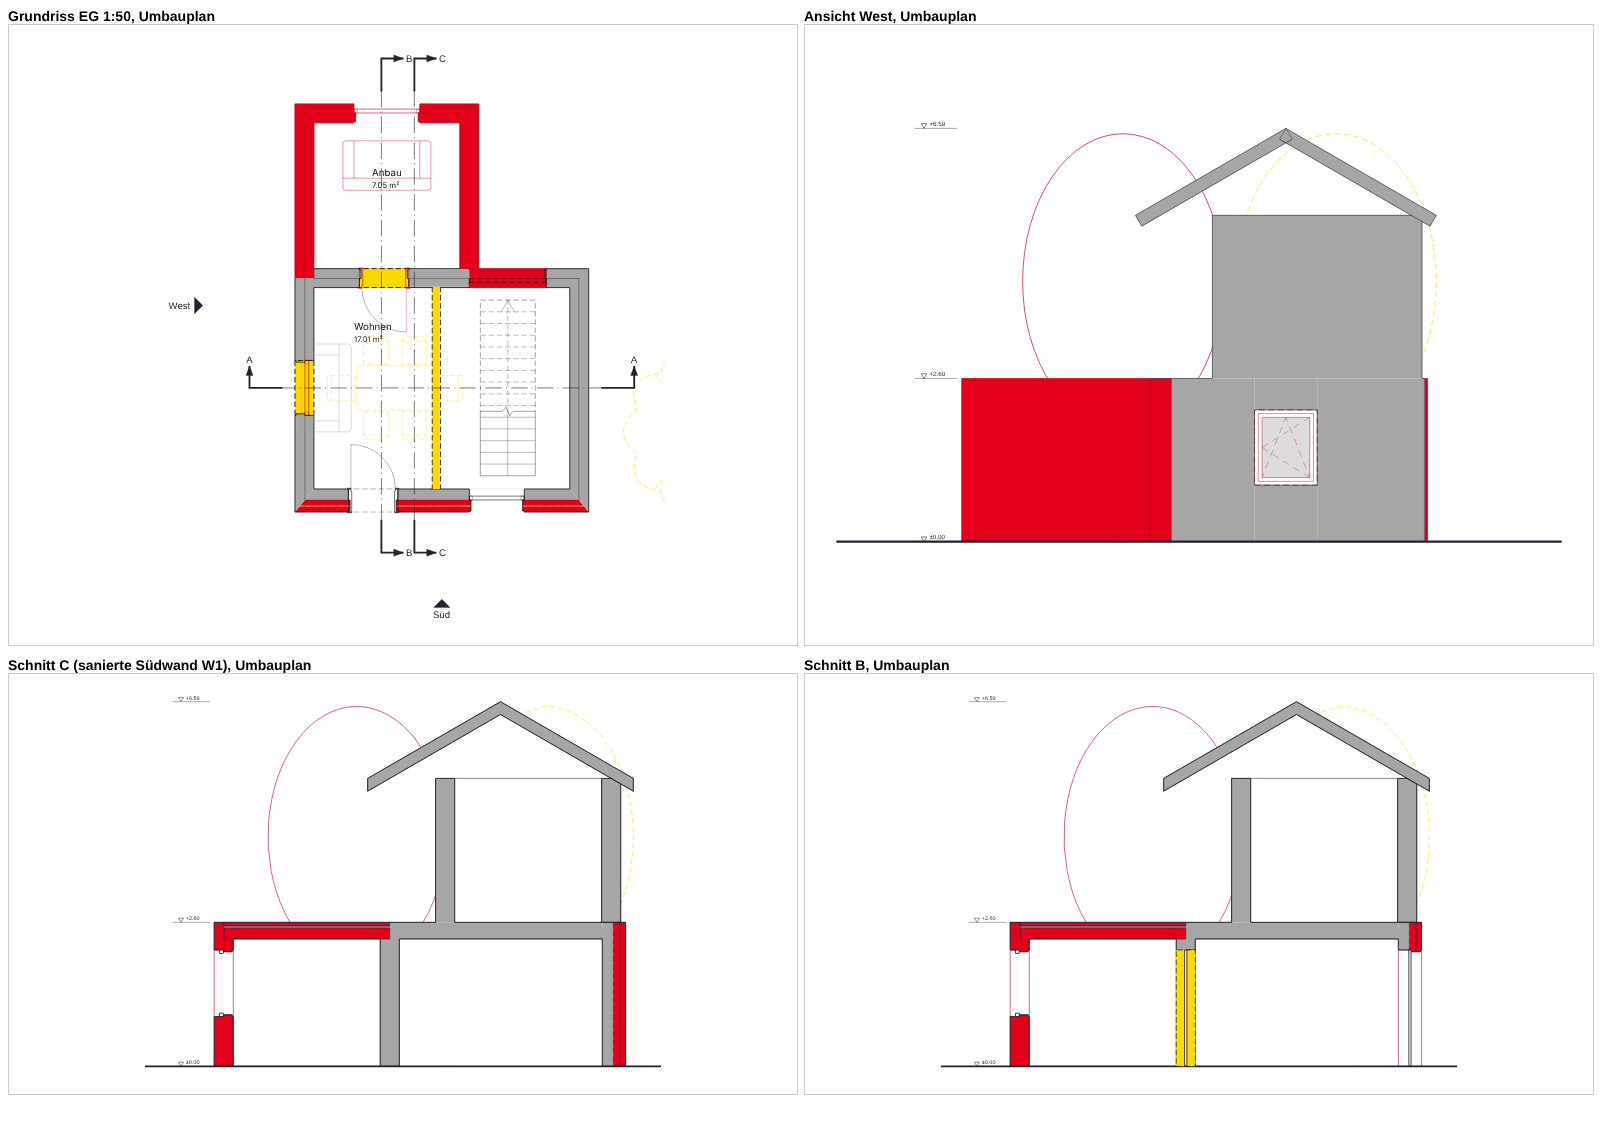 Grundriss EG 1:50, Umbauplan
B
C
Anbau
7.05 m²
West
Wohnen
17.01 m²
A
A
B
C
Süd
Ansicht West, Umbauplan
+6.59
+2.60
±0.00
Schnitt C (sanierte Südwand W1), Umbauplan
+6.59
+2.60
±0.00
Schnitt B, Umbauplan
+6.59
+2.60
±0.00